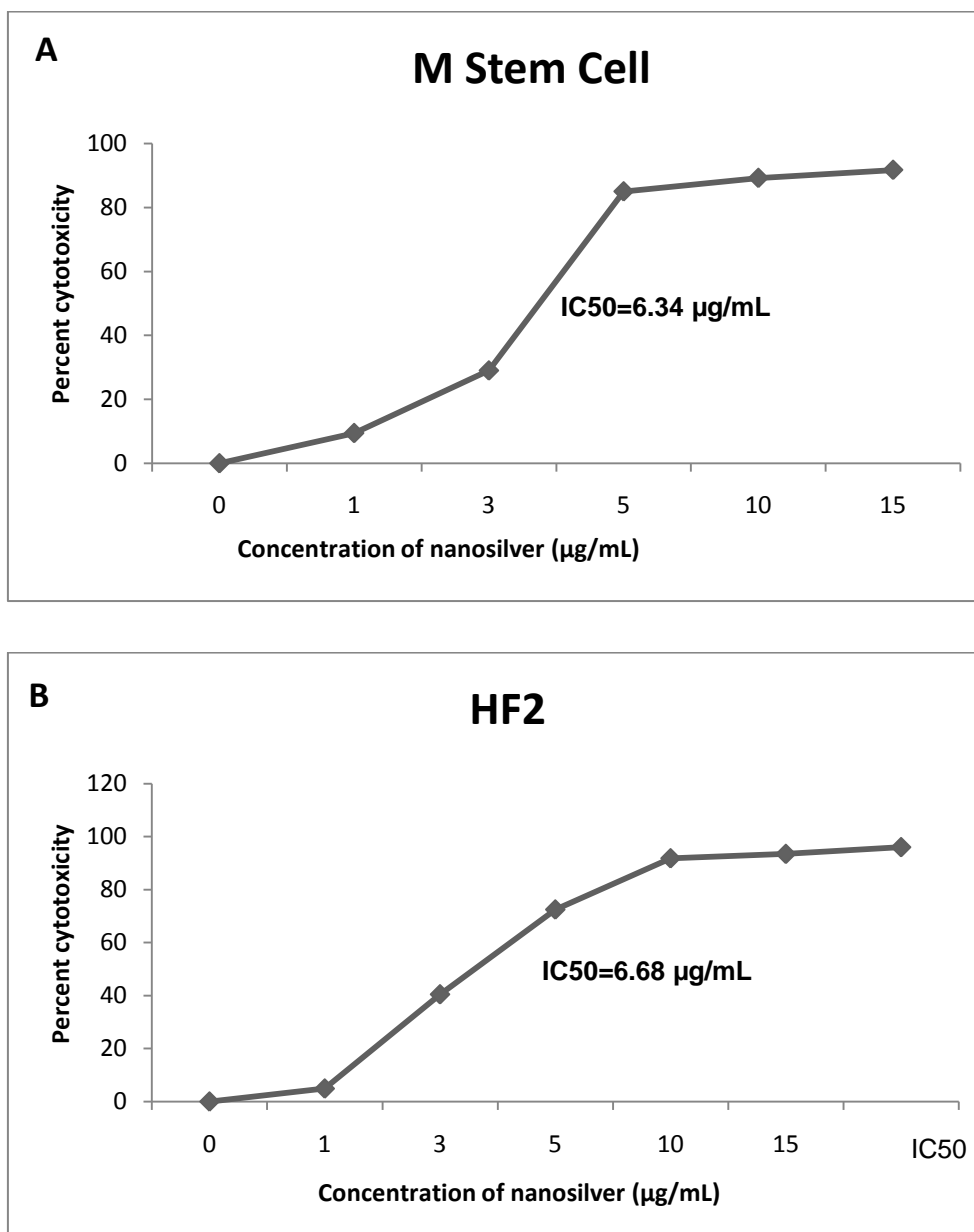 A
M Stem Cell
100
80
60
40
20
0
Percent cytotoxicity
IC50=6.34 µg/mL
0 1 3 5 10 15
Concentration of nanosilver (µg/mL)
B
HF2
120
100
80
60
40
20
0
Percent cytotoxicity
IC50=6.68 µg/mL
0 1 3 5 10 15 IC50
Concentration of nanosilver (µg/mL)